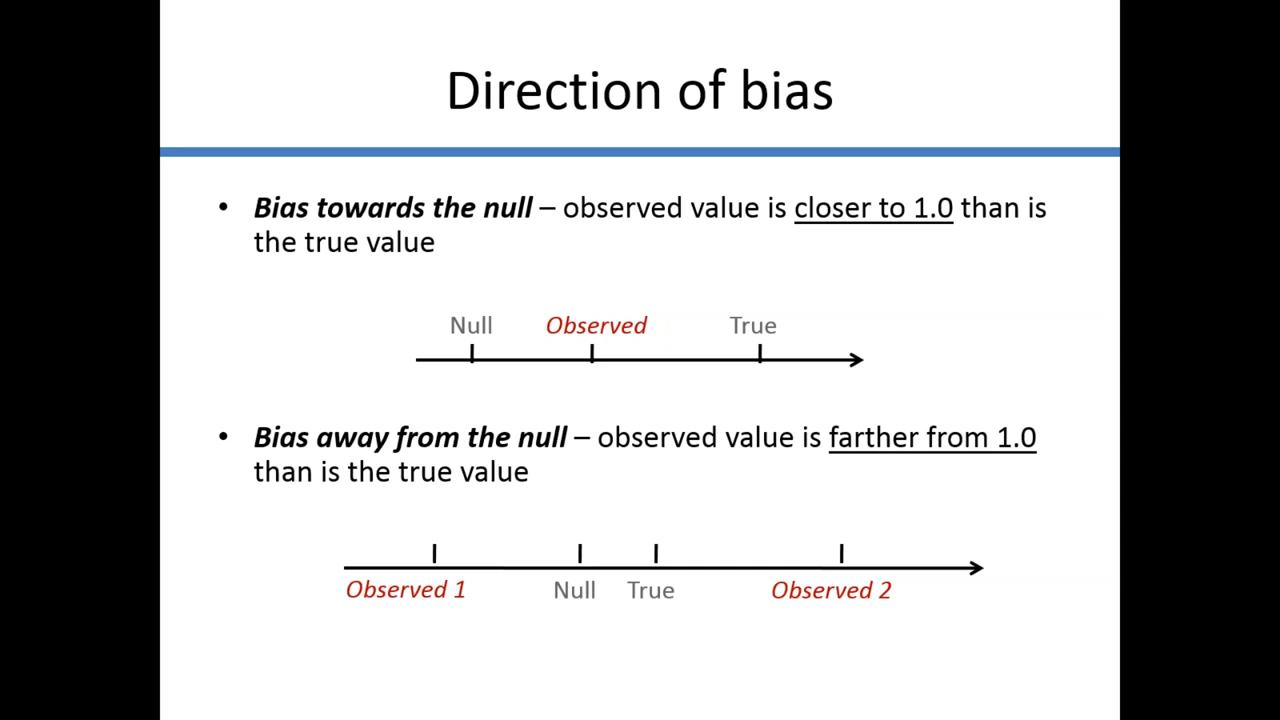 Direction of bias
• Bias towards the null – observed value is closer to 1.0 than is
the true value
Null Observed True
• Bias away from the null – observed value is farther from 1.0
than is the true value
Observed 1 Null True Observed 2